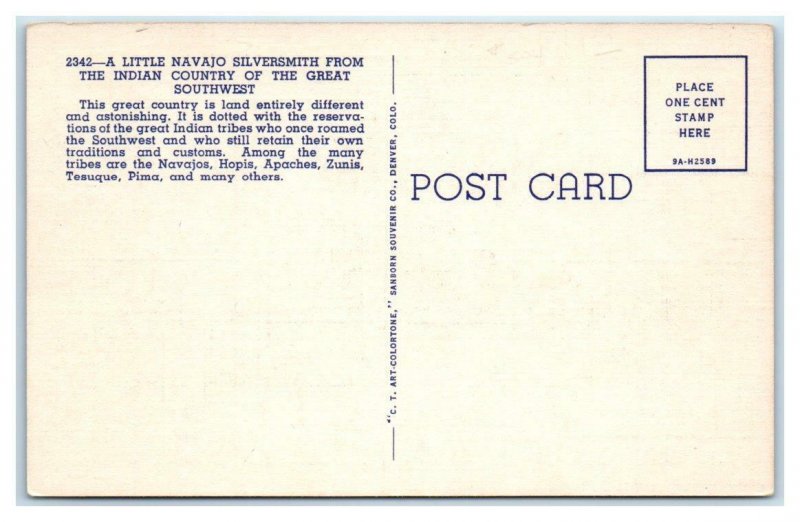 2342—A LITTLE NAVAJO SILVERSMITH FROM
THE INDIAN COUNTRY OF THE GREAT
SOUTHWEST
This great country is land entirely different
and astonishing. It is dotted with the reserva-
tions of the great Indian tribes who once roamed
the Southwest and who still retain their own
traditions and customs. Among the many
tribes are the Navajos, Hopis, Apaches, Zunis,
Tesuque, Pima, and many others.
"C. T. ART-COLORTONE," SANBORN SOUVENIR CO., DENVER, COLO.
POST CARD
PLACE
ONE CENT
STAMP
HERE
9A-H2589